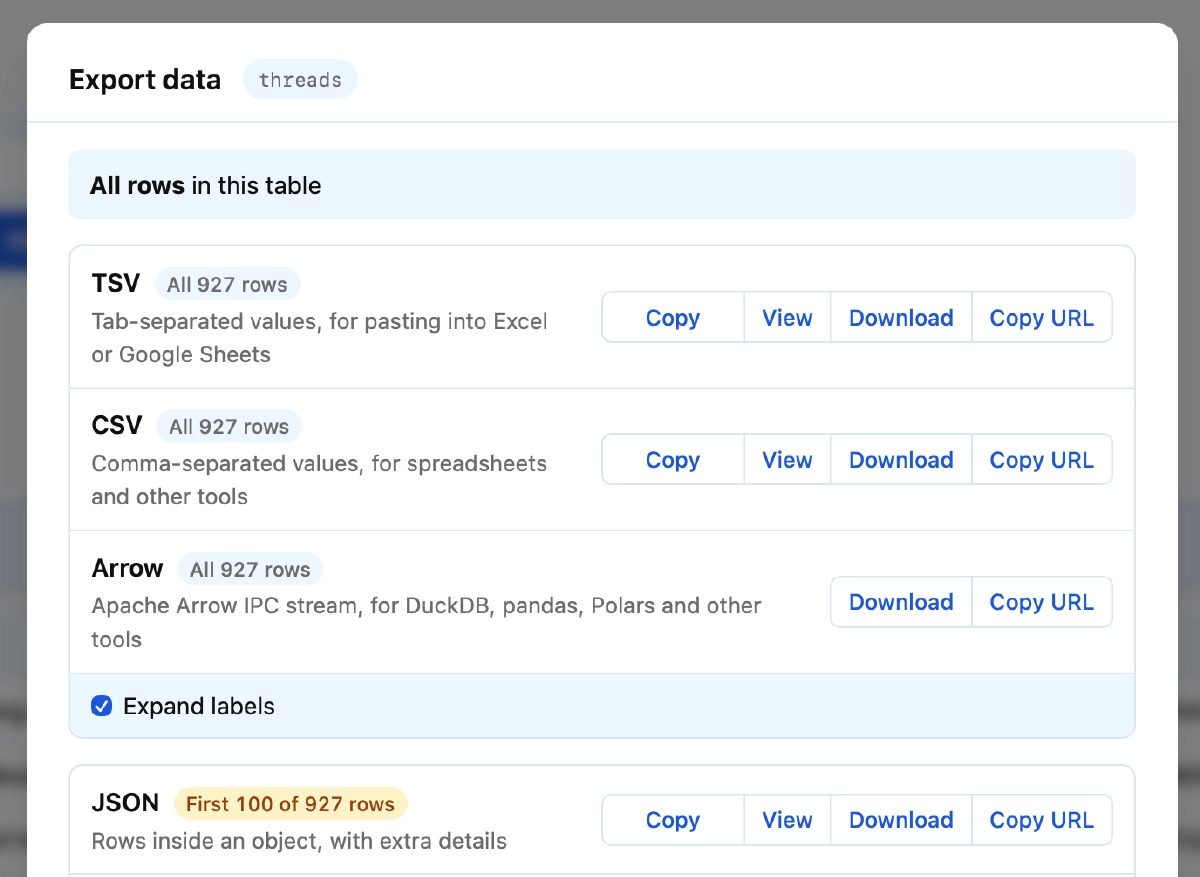 Export data threads
All rows in this table
TSV All 927 rows
Tab-separated values, for pasting into Excel
or Google Sheets
Copy View Download Copy URL
CSV All 927 rows
Comma-separated values, for spreadsheets
and other tools
Copy View Download Copy URL
Arrow All 927 rows
Apache Arrow IPC stream, for DuckDB, pandas, Polars and other
tools
Download Copy URL
Expand labels
JSON First 100 of 927 rows
Rows inside an object, with extra details
Copy View Download Copy URL